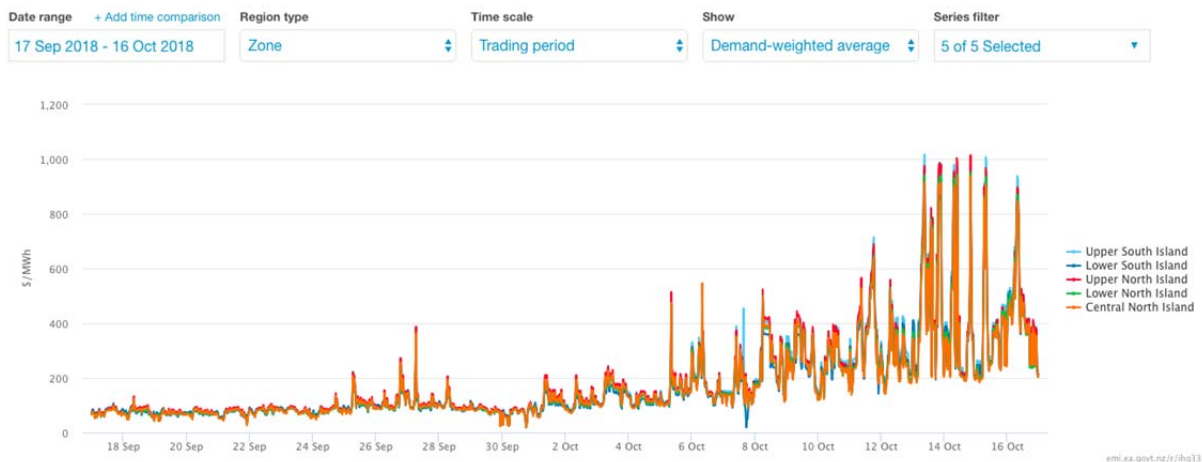 Date range + Add time comparison Region type Time scale Show Series filter
17 Sep 2018 - 16 Oct 2018 Zone Trading period Demand-weighted average 5 of 5 Selected
1,200
1,000
800
600
400
200
0
$/MWh
Upper South Island
Lower South Island
Upper North Island
Lower North Island
Central North Island
18 Sep 20 Sep 22 Sep 24 Sep 26 Sep 28 Sep 30 Sep 2 Oct 4 Oct 6 Oct 8 Oct 10 Oct 12 Oct 14 Oct 16 Oct
emi.ea.govt.nz/r/ihq33